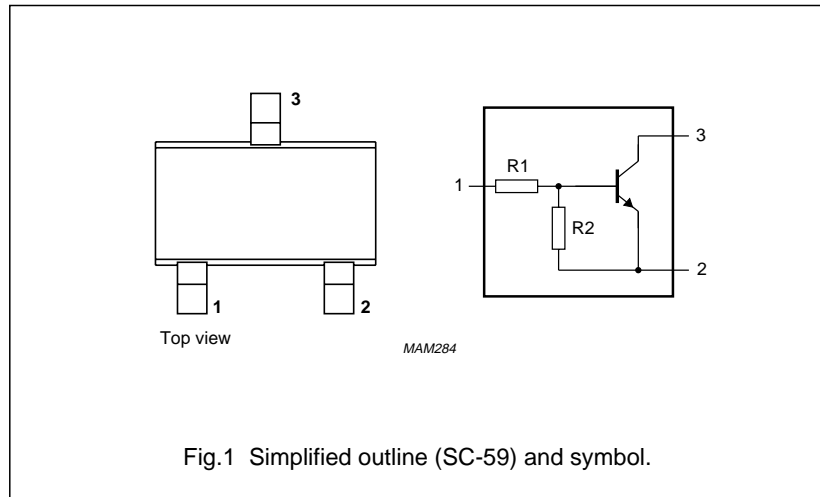 3
1
2
Top view
MAM284
R1
R2
1
3
2
Fig.1 Simplified outline (SC-59) and symbol.